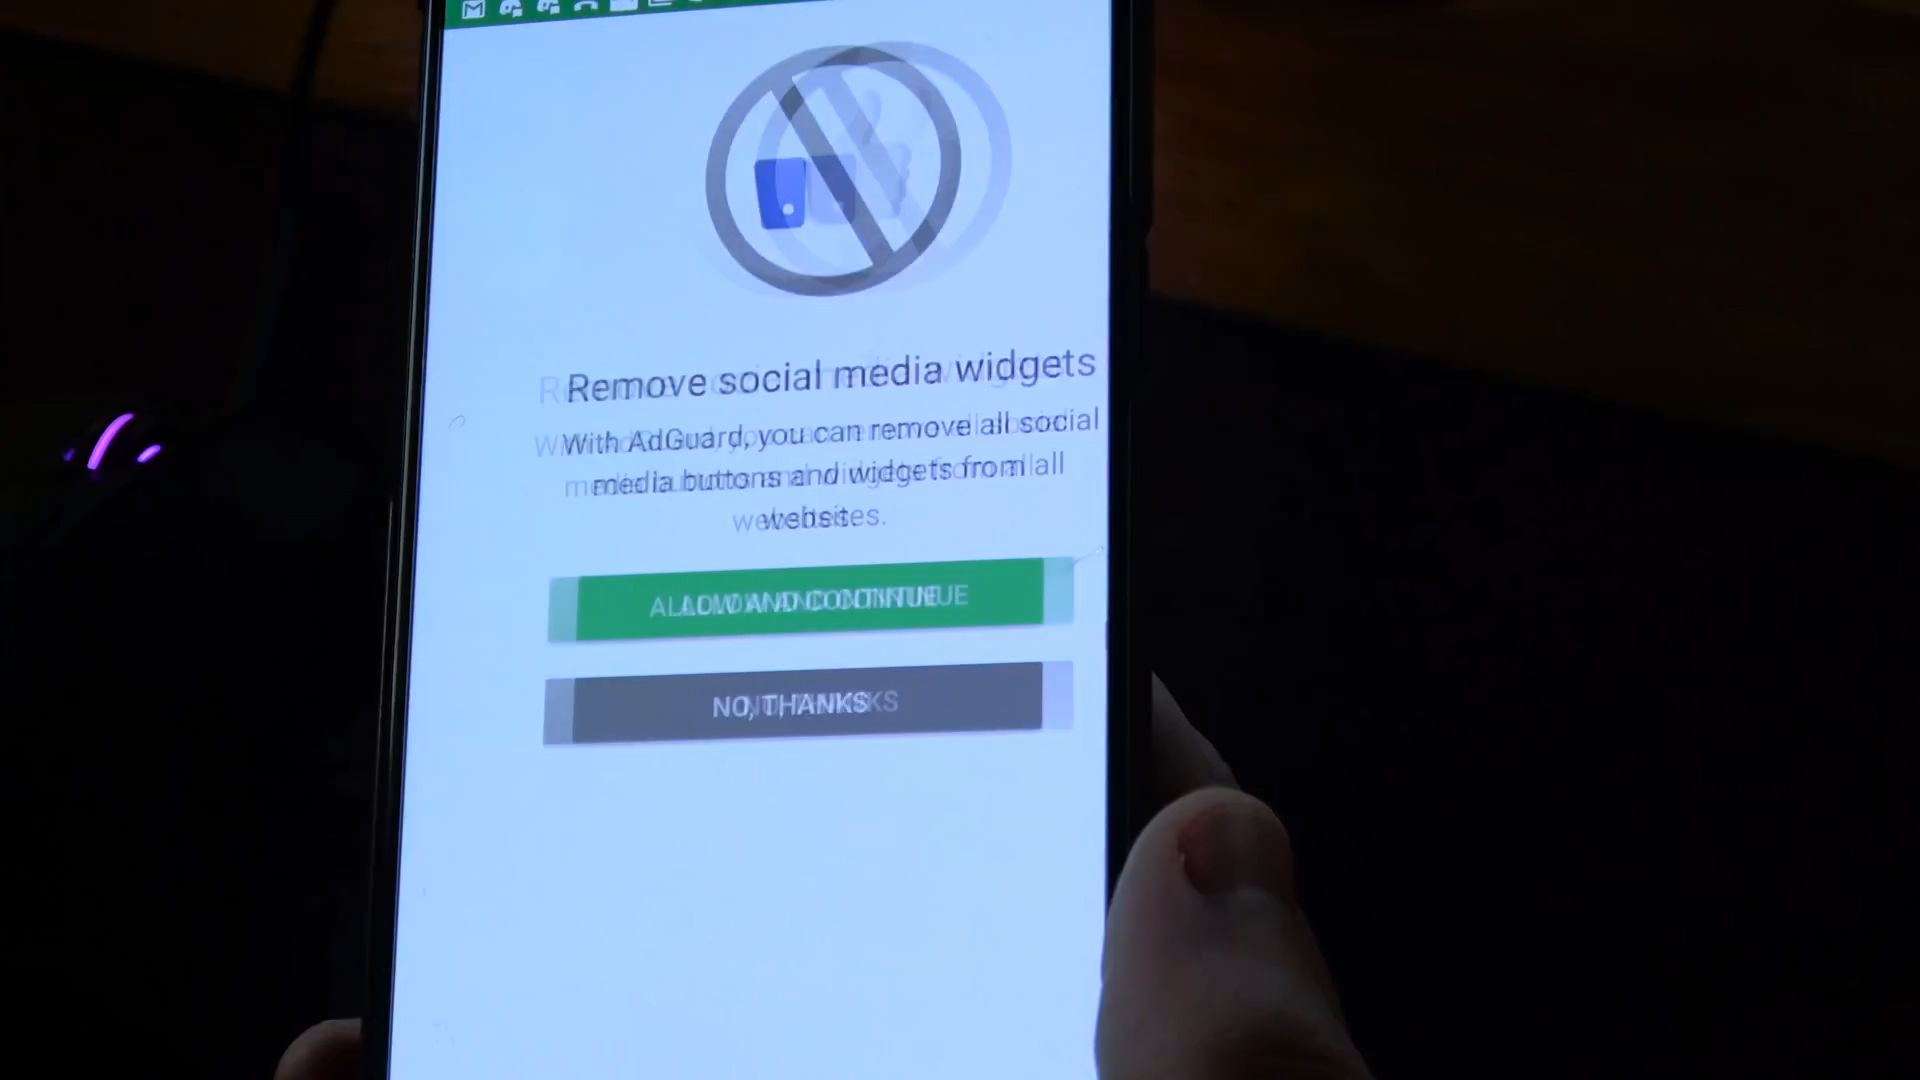 Remove social media widgets
With AdGuard, you can remove all social
media buttons and widgets from all
websites.
ALLOW AND CONTINUE
NO, THANKS